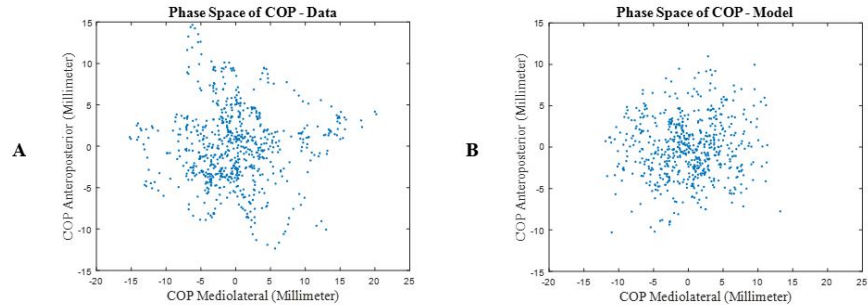 Phase Space of COP - Data
15
10
5
0
-5
-10
-15
-20 -15 -10 -5 0 5 10 15 20 25
COP Anteroposterior (Millimeter)
COP Mediolateral (Millimeter)
A
Phase Space of COP - Model
15
10
5
0
-5
-10
-15
-20 -15 -10 -5 0 5 10 15 20 25
COP Anteroposterior (Millimeter)
COP Mediolateral (Millimeter)
B